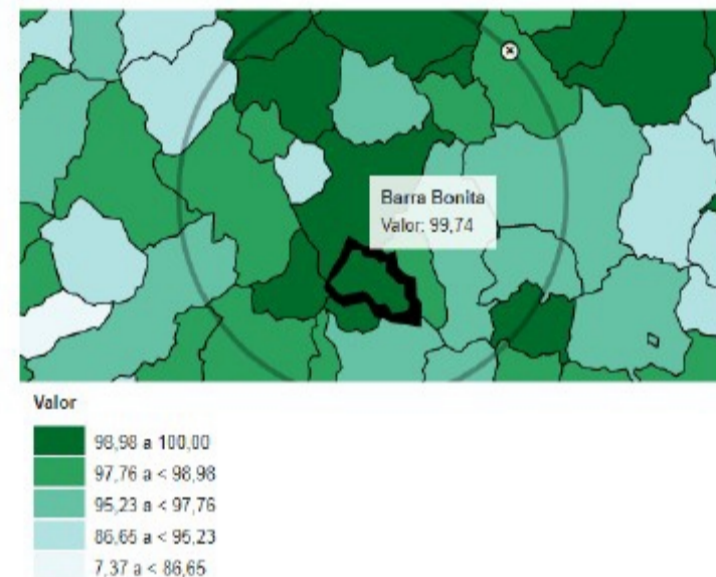 Barra Bonita
Valor: 99,74
Valor
98,98 a 100,00
97,76 a < 98,98
95,23 a < 97,76
86,65 a < 95,23
7,37 a < 86,65